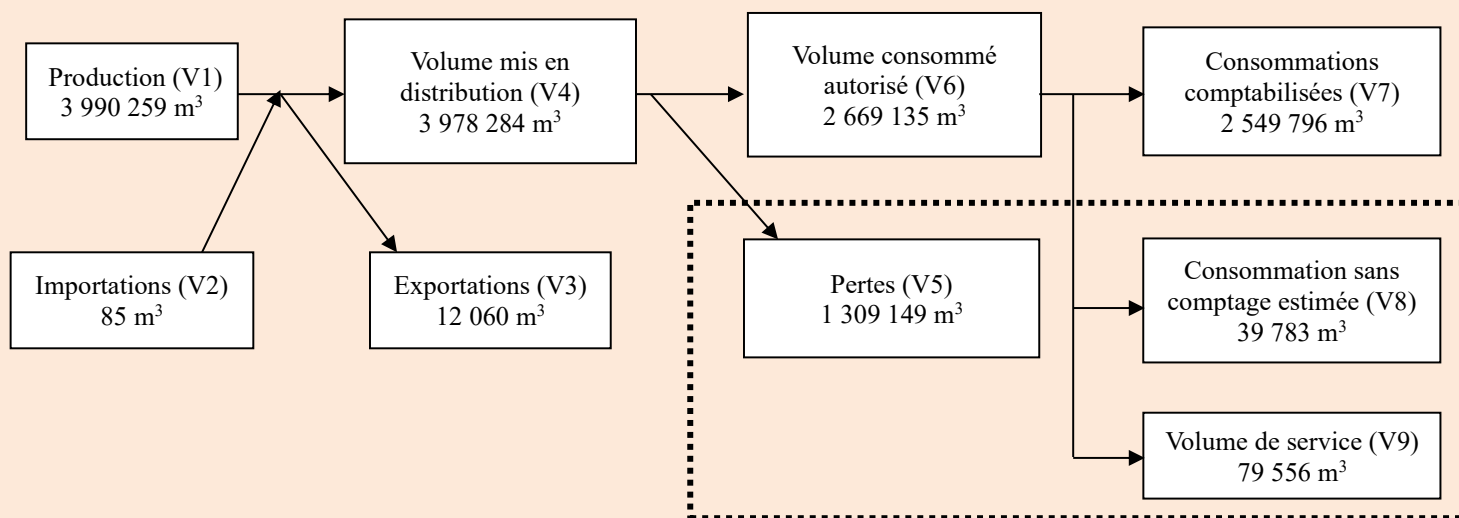 Production (V1)
3 990 259 m³
Volume mis en
distribution (V4)
3 978 284 m³
Volume consommé
autorisé (V6)
2 669 135 m³
Consommations
comptabilisées (V7)
2 549 796 m³
Importations (V2)
85 m³
Exportations (V3)
12 060 m³
Pertes (V5)
1 309 149 m³
Consommation sans
comptage estimée (V8)
39 783 m³
Volume de service (V9)
79 556 m³